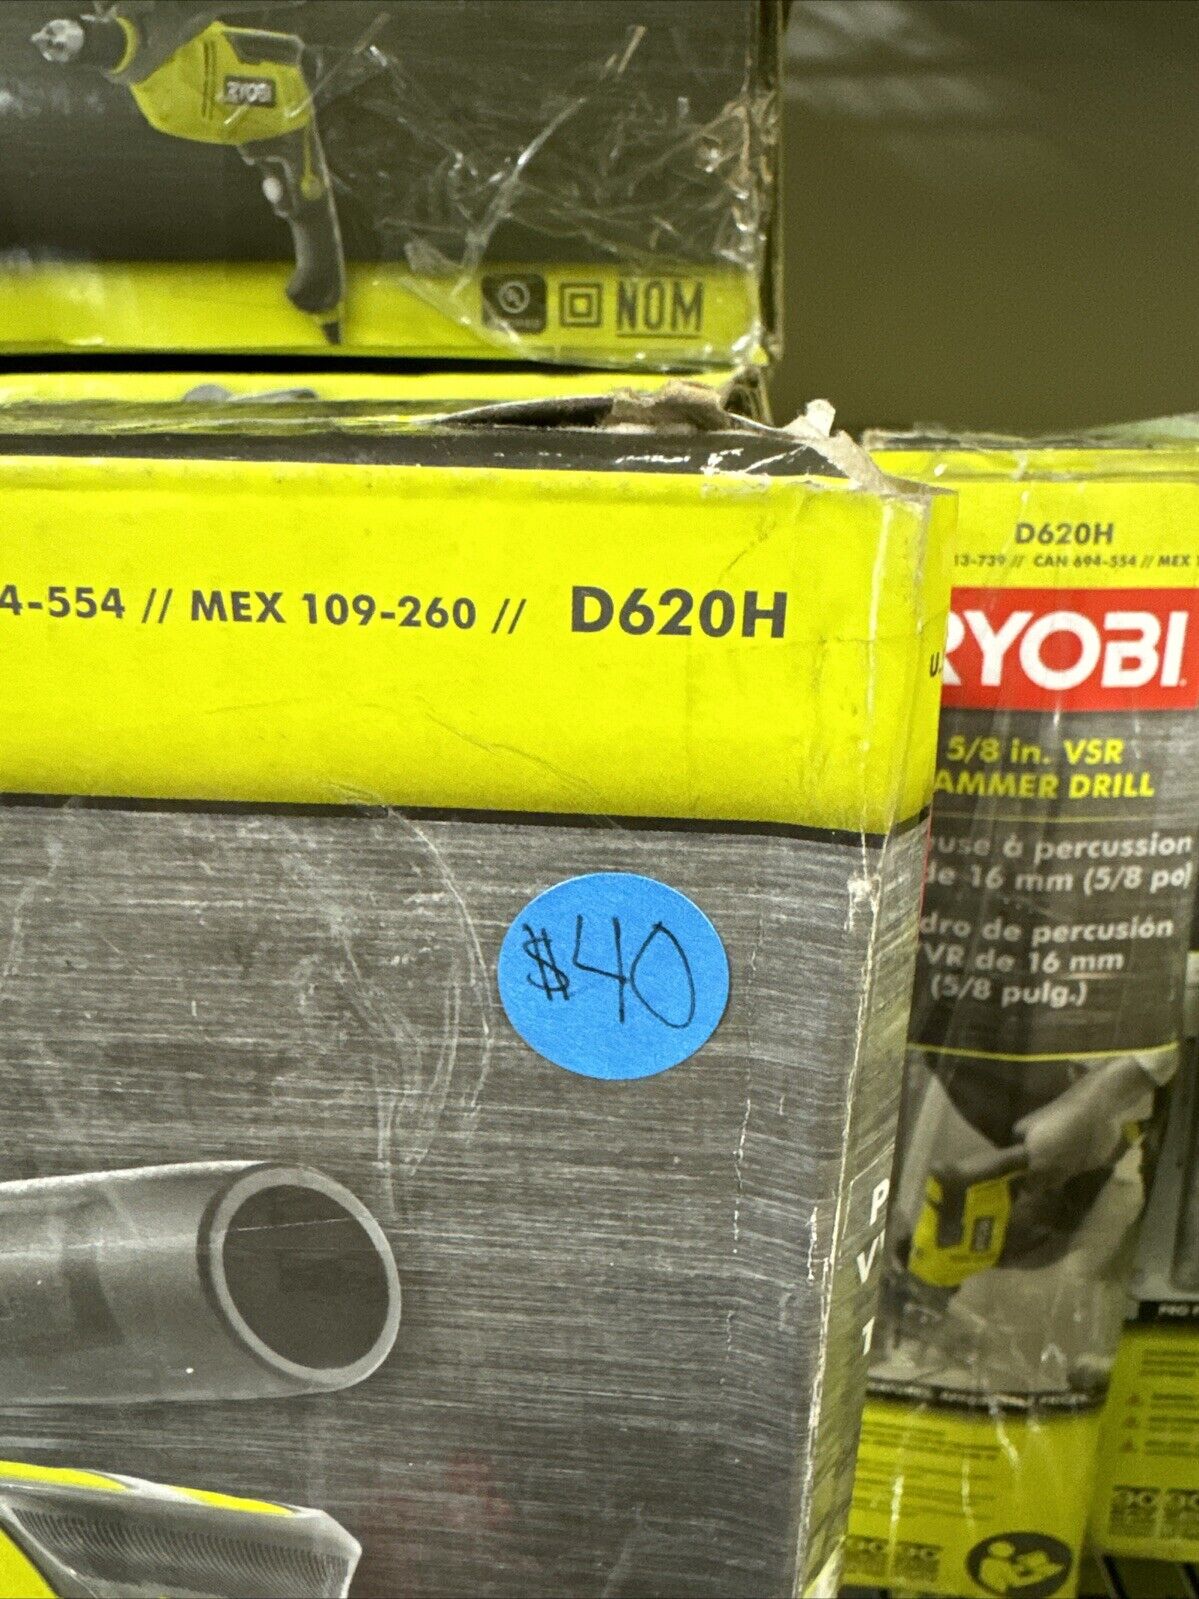 RYOBI
NOM
4-554 // MEX 109-260 // D620H
$40
D620H
13-739 // CAN 694-554 // MEX
RYOBI
5/8 in. VSR
AMMER DRILL
use à percussion
de 16 mm (5/8 po)
dro de percusión
VR de 16 mm
(5/8 pulg.)